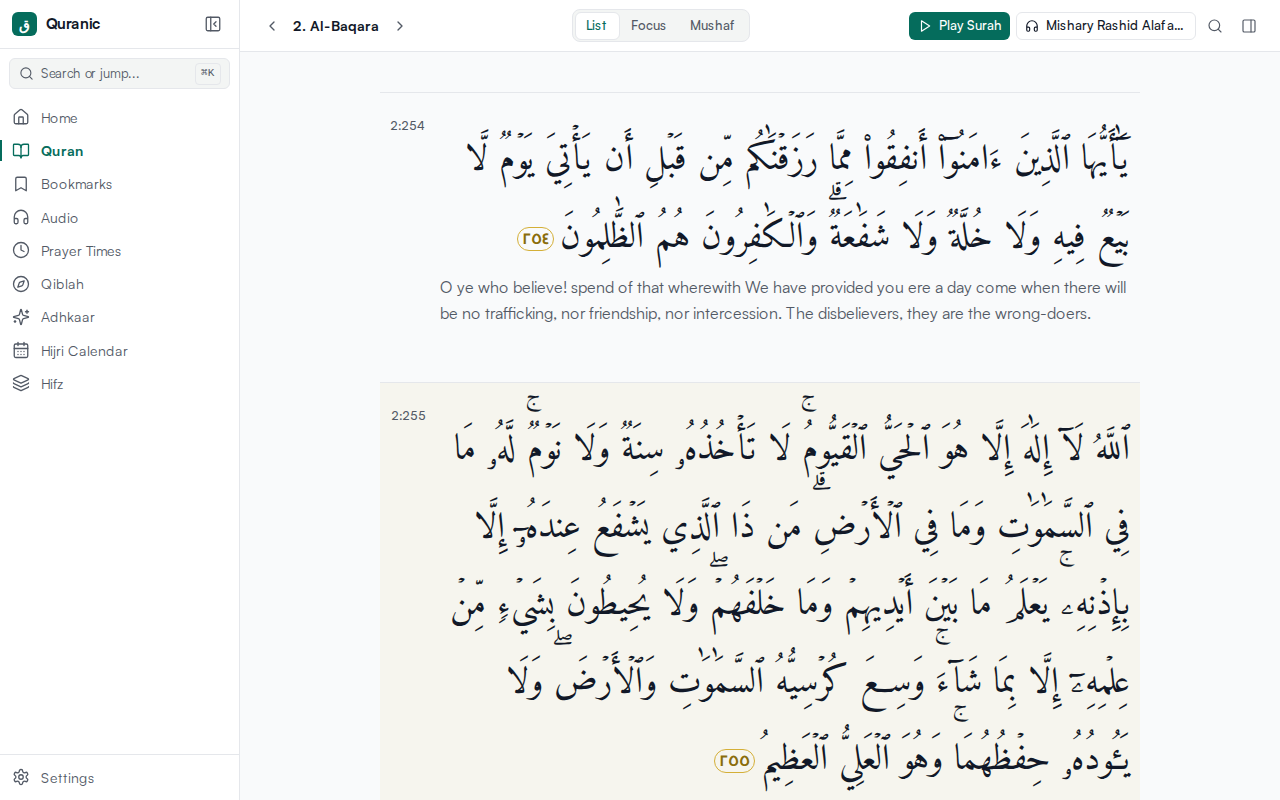 ق Quranic
Search or jump... ⌘K
Home
Quran
Bookmarks
Audio
Prayer Times
Qiblah
Adhkaar
Hijri Calendar
Hifz
Settings
2. Al-Baqara
List Focus Mushaf
Play Surah
Mishary Rashid Alafa...
2:254
يَـٰٓأَيُّهَا ٱلَّذِينَ ءَامَنُوٓا۟ أَنفِقُوا۟ مِمَّا رَزَقْنَـٰكُم مِّن قَبْلِ أَن يَأْتِيَ يَوْمٌ لَّا
بَيْعٌ فِيهِ وَلَا خُلَّةٌ وَلَا شَفَـٰعَةٌ ۗ وَٱلْكَـٰفِرُونَ هُمُ ٱلظَّـٰلِمُونَ ٢٥٤
O ye who believe! spend of that wherewith We have provided you ere a day come when there will
be no trafficking, nor friendship, nor intercession. The disbelievers, they are the wrong-doers.
2:255
ٱللَّهُ لَآ إِلَـٰهَ إِلَّا هُوَ ٱلْحَيُّ ٱلْقَيُّومُ ۚ لَا تَأْخُذُهُۥ سِنَةٌ وَلَا نَوْمٌ ۚ لَّهُۥ مَا
فِي ٱلسَّمَـٰوَٰتِ وَمَا فِي ٱلْأَرْضِ ۗ مَن ذَا ٱلَّذِي يَشْفَعُ عِندَهُۥٓ إِلَّا
بِإِذْنِهِۦ ۚ يَعْلَمُ مَا بَيْنَ أَيْدِيهِمْ وَمَا خَلْفَهُمْ ۖ وَلَا يُحِيطُونَ بِشَيْءٍ مِّنْ
عِلْمِهِۦٓ إِلَّا بِمَا شَآءَ ۚ وَسِعَ كُرْسِيُّهُ ٱلسَّمَـٰوَٰتِ وَٱلْأَرْضَ ۖ وَلَا
يَـُٔودُهُۥ حِفْظُهُمَا ۚ وَهُوَ ٱلْعَلِيُّ ٱلْعَظِيمُ ٢٥٥